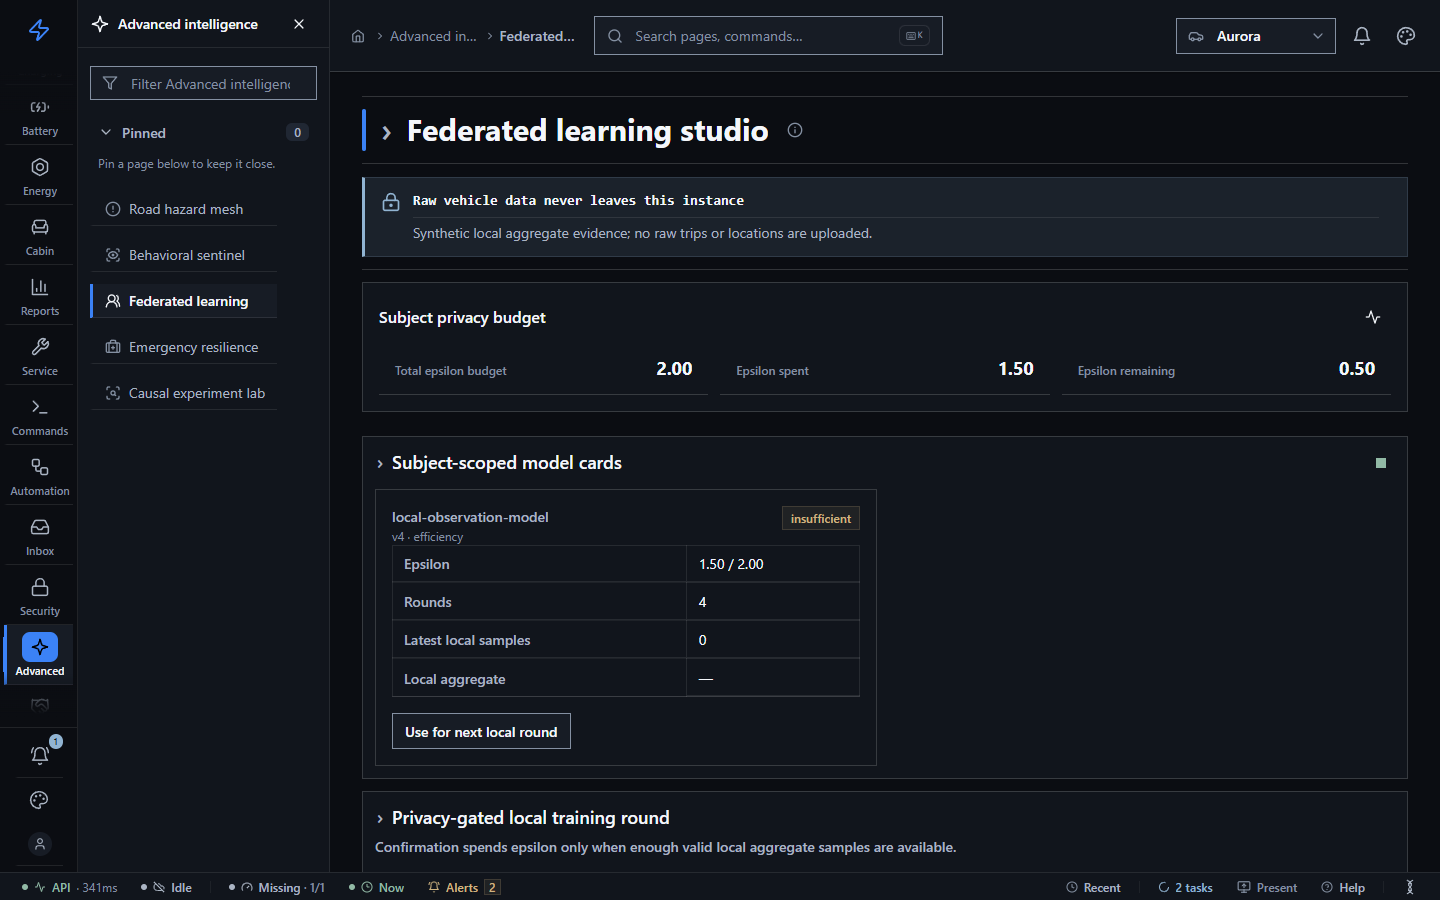 Advanced intelligence
Filter Advanced intelligenc
Pinned
0
Pin a page below to keep it close.
Road hazard mesh
Behavioral sentinel
Federated learning
Emergency resilience
Causal experiment lab
Battery
Energy
Cabin
Reports
Service
Commands
Automation
Inbox
Security
Advanced
1
Advanced in...
Federated...
Search pages, commands...
K
Aurora
Federated learning studio
Raw vehicle data never leaves this instance
Synthetic local aggregate evidence; no raw trips or locations are uploaded.
Subject privacy budget
Total epsilon budget 2.00
Epsilon spent 1.50
Epsilon remaining 0.50
Subject-scoped model cards
local-observation-model
insufficient
v4 · efficiency
Epsilon 1.50 / 2.00
Rounds 4
Latest local samples 0
Local aggregate —
Use for next local round
Privacy-gated local training round
Confirmation spends epsilon only when enough valid local aggregate samples are available.
API · 341ms
Idle
Missing · 1/1
Now
Alerts 2
Recent
2 tasks
Present
Help